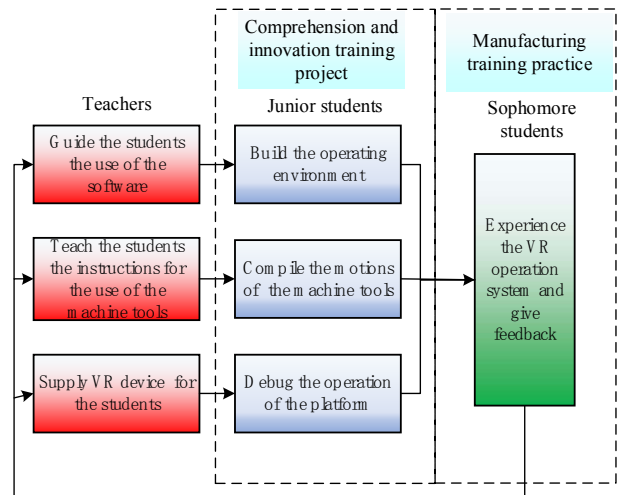 Comprehension and
innovation training
project
Manufacturing
training practice
Teachers
Junior students
Sophomore
students
Guide the students
the use of the
software
Build the operating
environment
Teach the students
the instructions for
the use of the
machine tools
Compile the motions
of the machine tools
Experience
the VR
operation
system and
give
feedback
Supply VR device for
the students
Debug the operation
of the platform